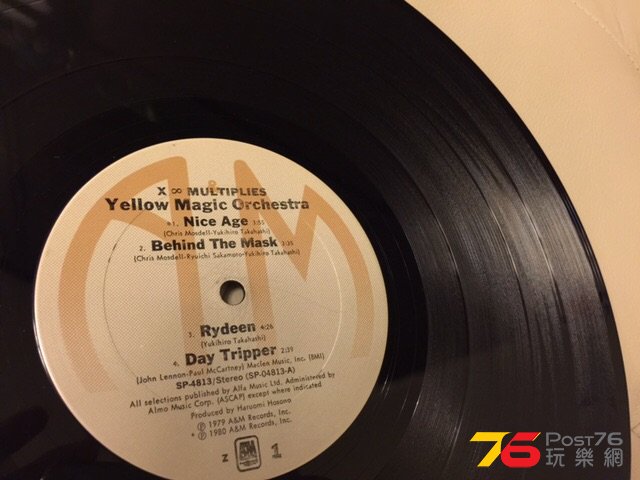 X ∞ MULTIPLIES
Yellow Magic Orchestra
1. Nice Age 3:55
(Chris Mosdell-Yukihiro Takahashi)
2. Behind The Mask 3:35
(Chris Mosdell-Ryuichi Sakamoto-Yukihiro Takahashi)
3. Rydeen 4:26
(Yukihiro Takahashi)
4. Day Tripper 2:39
(John Lennon-Paul McCartney) Maclen Music, Inc. (BMI)
SP-4813/Stereo (SP-04813-A)
All selections published by Alfa Music Ltd. Administered by
Almo Music Corp. (ASCAP) except where indicated
Produced by Haruomi Hosono
℗ 1979 A&M Records, Inc.
* ℗ 1980 A&M Records, Inc.
Z A&M 1
76 Post76
玩樂網